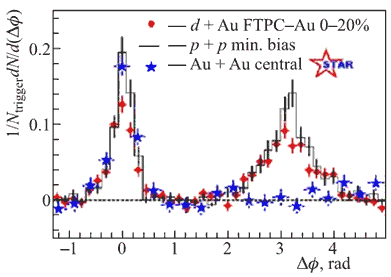 d + Au FTPC–Au 0–20%
p + p min. bias
Au + Au central
STAR
1/N_trigger dN/d(Δϕ)
0.2
0.1
0
−1 0 1 2 3 4
Δϕ, rad